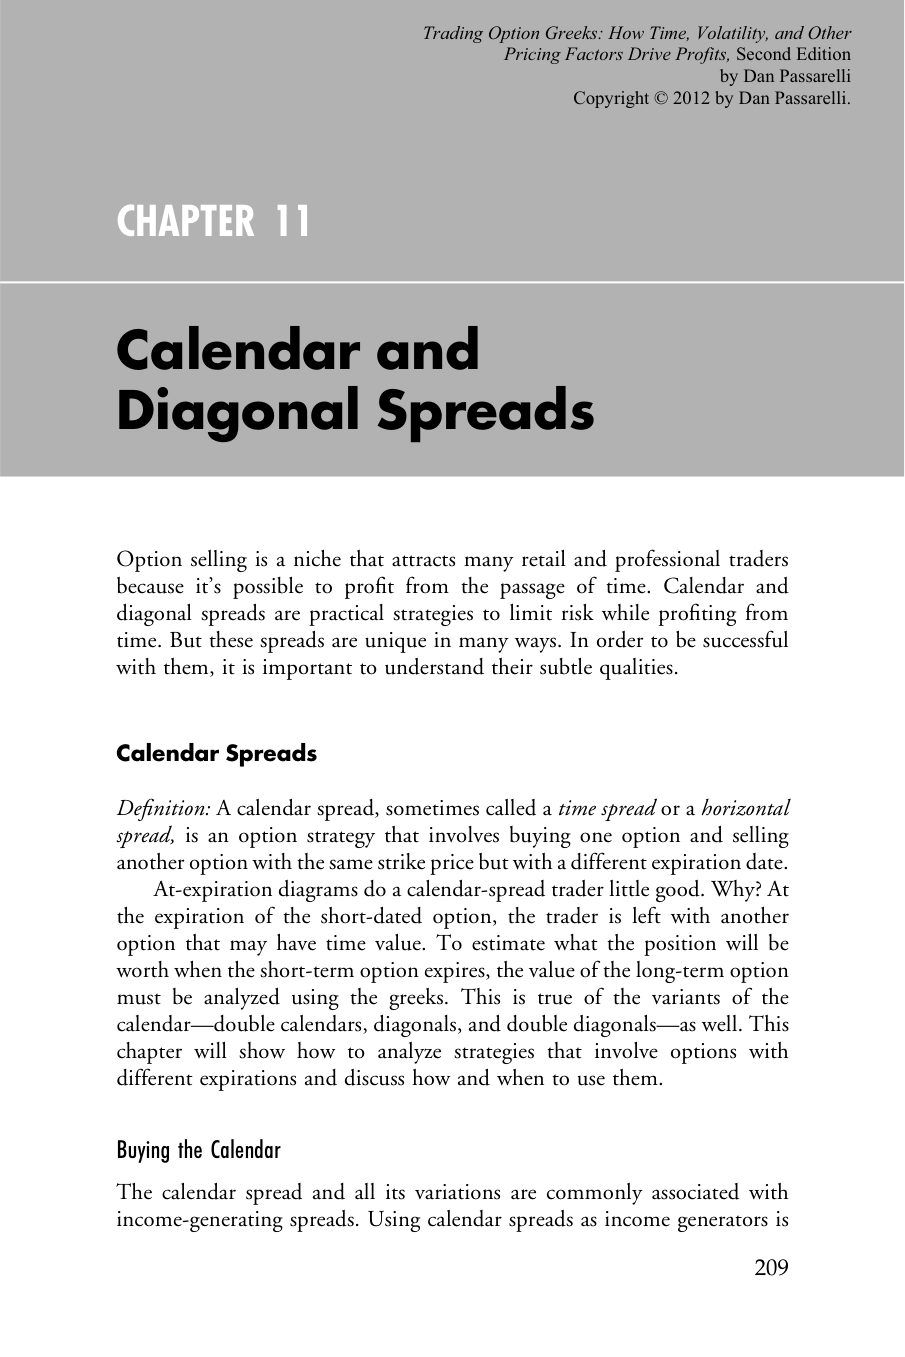 Trading Option Greeks: How Time, Volatility, and Other
Pricing Factors Drive Profits, Second Edition
by Dan Passarelli
Copyright © 2012 by Dan Passarelli.
CHAPTER 11
Calendar and
Diagonal Spreads
Option selling is a niche that attracts many retail and professional traders
because it’s possible to profit from the passage of time. Calendar and
diagonal spreads are practical strategies to limit risk while profiting from
time. But these spreads are unique in many ways. In order to be successful
with them, it is important to understand their subtle qualities.
Calendar Spreads
Definition: A calendar spread, sometimes called a time spread or a horizontal
spread, is an option strategy that involves buying one option and selling
another option with the same strike price but with a different expiration date.
At-expiration diagrams do a calendar-spread trader little good. Why? At
the expiration of the short-dated option, the trader is left with another
option that may have time value. To estimate what the position will be
worth when the short-term option expires, the value of the long-term option
must be analyzed using the greeks. This is true of the variants of the
calendar—double calendars, diagonals, and double diagonals—as well. This
chapter will show how to analyze strategies that involve options with
different expirations and discuss how and when to use them.
Buying the Calendar
The calendar spread and all its variations are commonly associated with
income-generating spreads. Using calendar spreads as income generators is
209